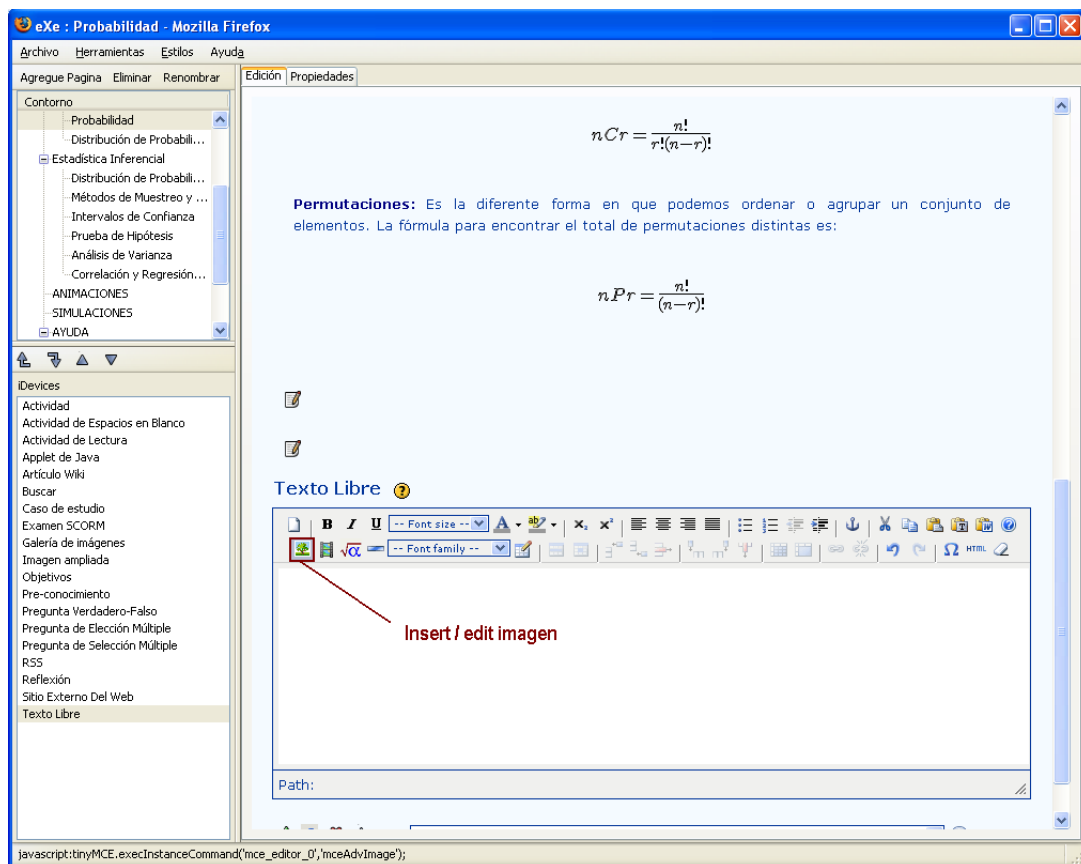 eXe : Probabilidad - Mozilla Firefox
Archivo Herramientas Estilos Ayuda
Agregue Pagina Eliminar Renombrar
Contorno
Probabilidad
Distribución de Probabili...
Estadística Inferencial
Distribución de Probabili...
Métodos de Muestreo y ...
Intervalos de Confianza
Prueba de Hipótesis
Análisis de Varianza
Correlación y Regresión...
ANIMACIONES
SIMULACIONES
AYUDA
iDevices
Actividad
Actividad de Espacios en Blanco
Actividad de Lectura
Applet de Java
Artículo Wiki
Buscar
Caso de estudio
Examen SCORM
Galería de imágenes
Imagen ampliada
Objetivos
Pre-conocimiento
Pregunta Verdadero-Falso
Pregunta de Elección Múltiple
Pregunta de Selección Múltiple
RSS
Reflexión
Sitio Externo Del Web
Texto Libre
Edición Propiedades
nCr = n! / r!(n−r)!
Permutaciones: Es la diferente forma en que podemos ordenar o agrupar un conjunto de
elementos. La fórmula para encontrar el total de permutaciones distintas es:
nPr = n! / (n−r)!
Texto Libre ?
B I U -- Font size -- A ab x₂ x² ?
√α -- Font family -- Ω HTML
Insert / edit imagen
Path:
javascript:tinyMCE.execInstanceCommand('mce_editor_0','mceAdvImage');